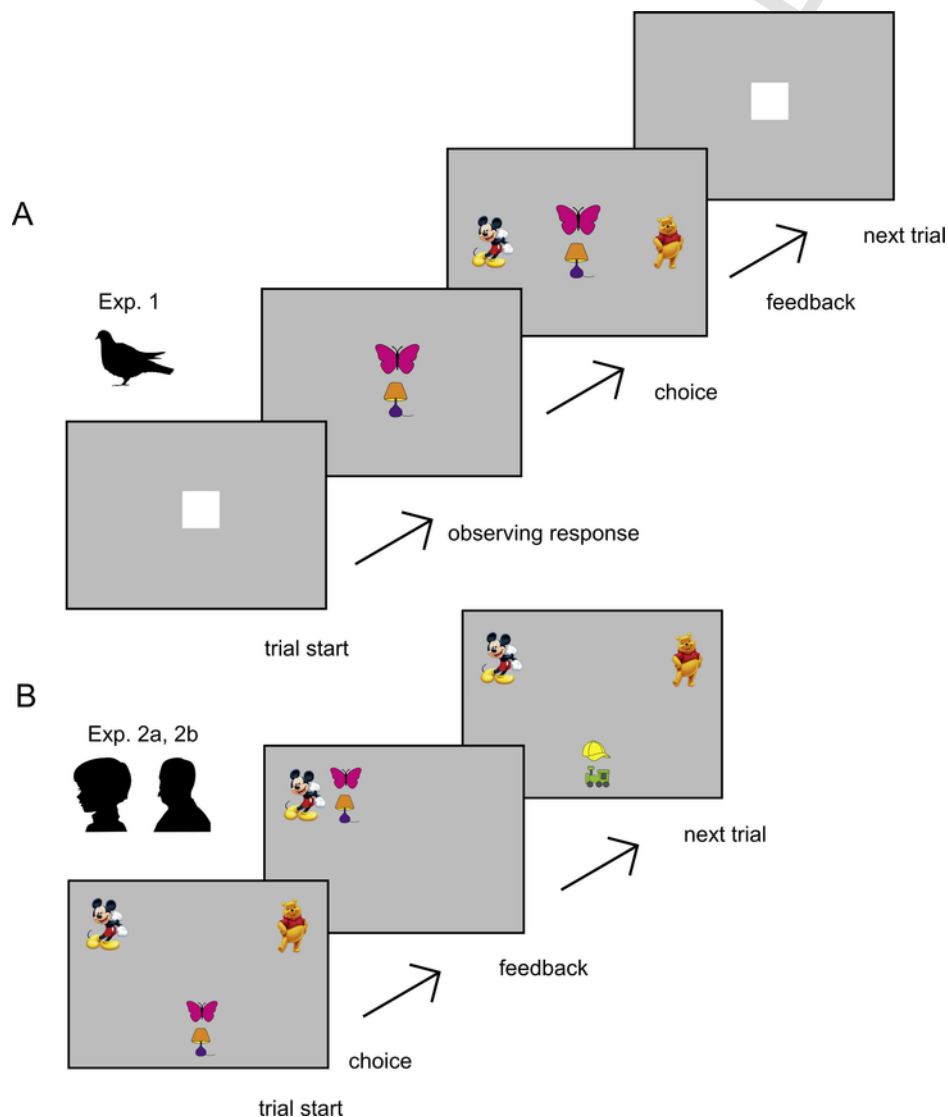 A
next trial
Exp. 1
feedback
choice
observing response
trial start
B
Exp. 2a, 2b
next trial
feedback
choice
trial start